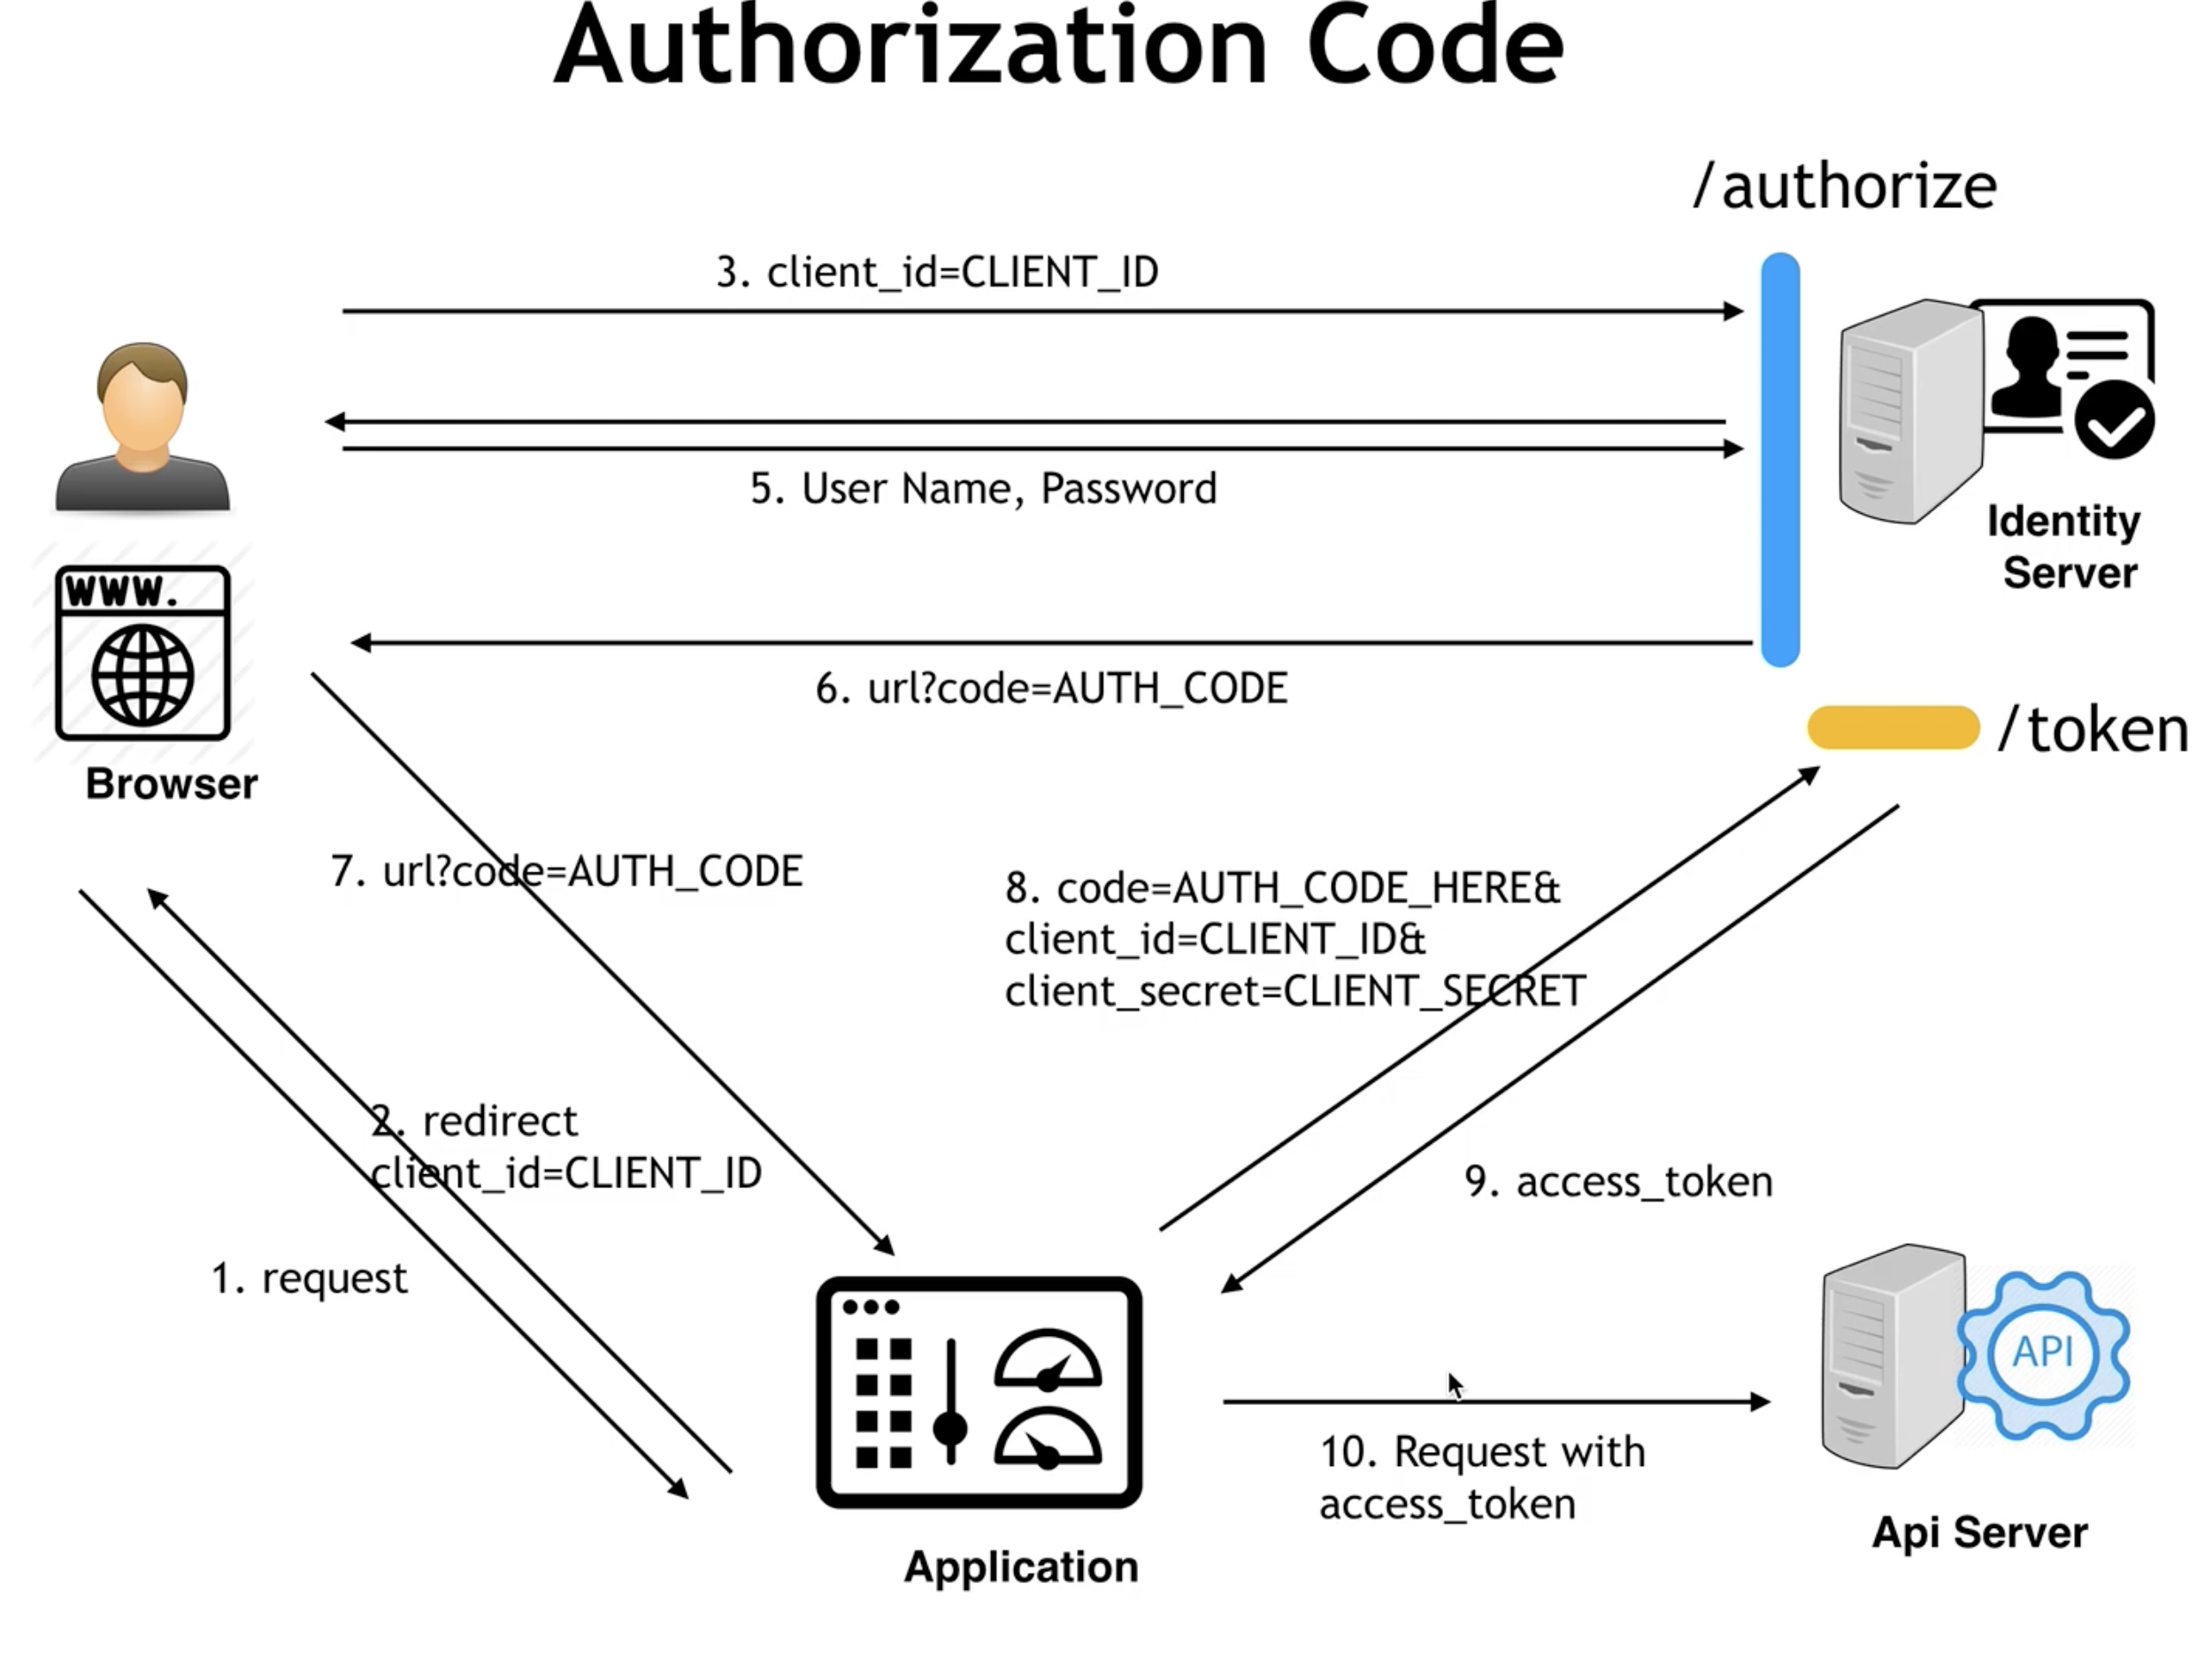 Authorization Code
/authorize
3. client_id=CLIENT_ID
5. User Name, Password
Identity
Server
WWW.
6. url?code=AUTH_CODE
/token
Browser
7. url?code=AUTH_CODE
8. code=AUTH_CODE_HERE&
client_id=CLIENT_ID&
client_secret=CLIENT_SECRET
2. redirect
client_id=CLIENT_ID
9. access_token
1. request
API
10. Request with
access_token
Api Server
Application